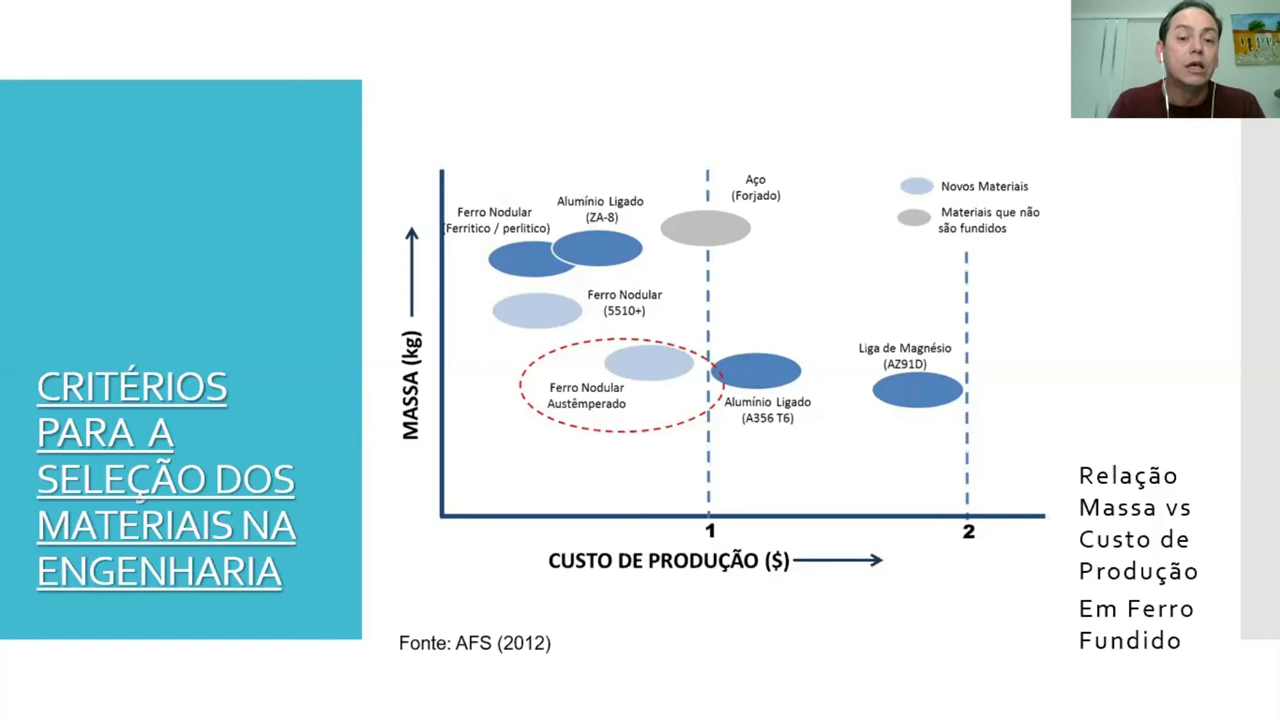 CRITÉRIOS
PARA A
SELEÇÃO DOS
MATERIAIS NA
ENGENHARIA
MASSA (kg)
Ferro Nodular
(Ferritico / perlitico)
Alumínio Ligado
(ZA-8)
Aço
(Forjado)
Novos Materiais
Materiais que não
são fundidos
Ferro Nodular
(5510+)
Ferro Nodular
Austêmperado
Alumínio Ligado
(A356 T6)
Liga de Magnésio
(AZ91D)
1
2
CUSTO DE PRODUÇÃO ($)
Fonte: AFS (2012)
Relação
Massa vs
Custo de
Produção
Em Ferro
Fundido